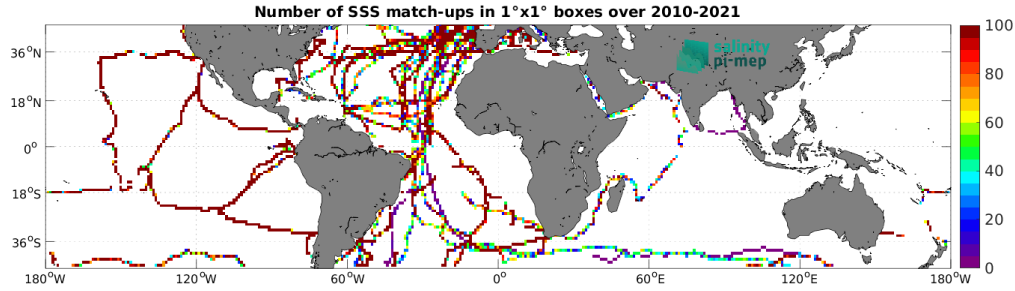 Number of SSS match-ups in 1°x1° boxes over 2010-2021
salinity
pi-mep
36°N
18°N
0°
18°S
36°S
180°W
120°W
60°W
0°
60°E
120°E
180°W
100
80
60
40
20
0